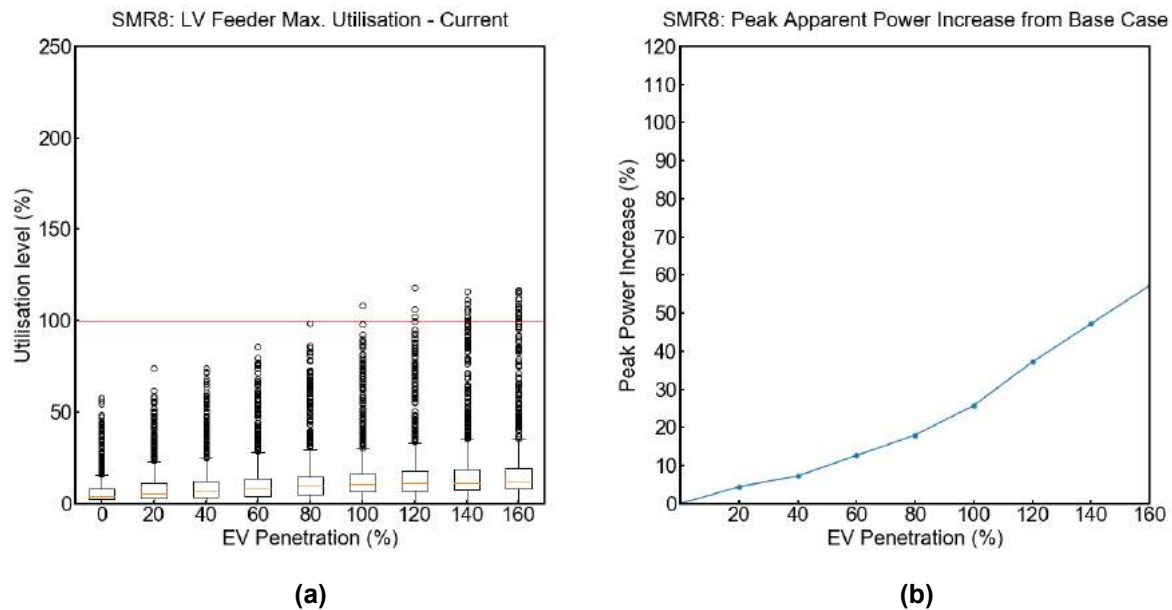 SMR8: LV Feeder Max. Utilisation - Current
250
200
150
100
50
0
Utilisation level (%)
0 20 40 60 80 100 120 140 160
EV Penetration (%)
(a)
SMR8: Peak Apparent Power Increase from Base Case
120
110
100
90
80
70
60
50
40
30
20
10
0
Peak Power Increase (%)
20 40 60 80 100 120 140 160
EV Penetration (%)
(b)